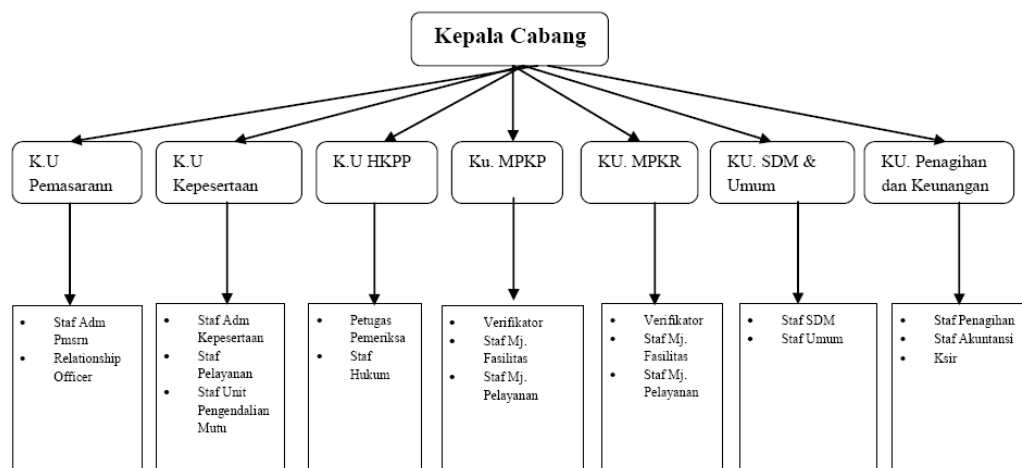 Kepala Cabang
K.U
Pemasarann
K.U
Kepesertaan
K.U HKPP
Ku. MPKP
KU. MPKR
KU. SDM &
Umum
KU. Penagihan
dan Keunangan
• Staf Adm
Pmsrn
• Relationship
Officer
• Staf Adm
Kepesertaan
• Staf
Pelayanan
• Staf Unit
Pengendalian
Mutu
• Petugas
Pemeriksa
• Staf
Hukum
• Verifikator
• Staf Mj.
Fasilitas
• Staf Mj.
Pelayanan
• Verifikator
• Staf Mj.
Fasilitas
• Staf Mj.
Pelayanan
• Staf SDM
• Staf Umum
• Staf Penagihan
• Staf Akuntansi
• Ksir